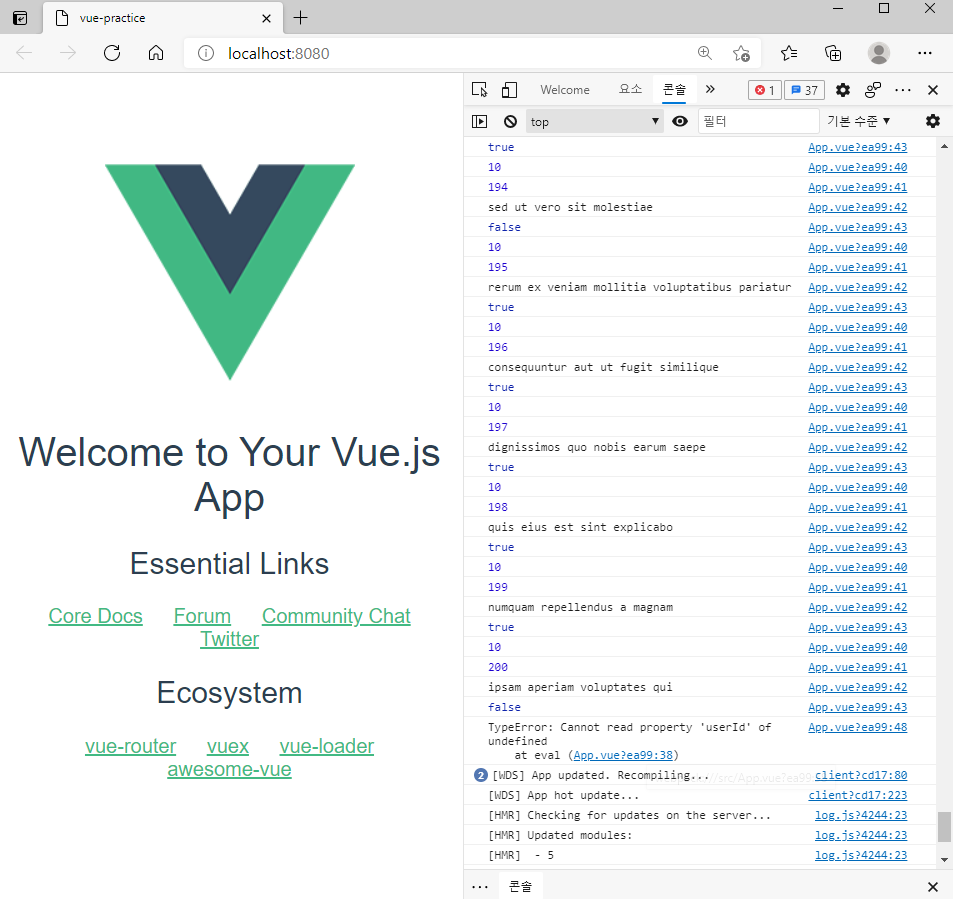 vue-practice
localhost:8080
Welcome 요소 콘솔 1 37
top 필터 기본 수준
Welcome to Your Vue.js
App
Essential Links
Core Docs Forum Community Chat
Twitter
Ecosystem
vue-router vuex vue-loader
awesome-vue
true App.vue?ea99:43
10 App.vue?ea99:40
194 App.vue?ea99:41
sed ut vero sit molestiae App.vue?ea99:42
false App.vue?ea99:43
10 App.vue?ea99:40
195 App.vue?ea99:41
rerum ex veniam mollitia voluptatibus pariatur App.vue?ea99:42
true App.vue?ea99:43
10 App.vue?ea99:40
196 App.vue?ea99:41
consequuntur aut ut fugit similique App.vue?ea99:42
true App.vue?ea99:43
10 App.vue?ea99:40
197 App.vue?ea99:41
dignissimos quo nobis earum saepe App.vue?ea99:42
true App.vue?ea99:43
10 App.vue?ea99:40
198 App.vue?ea99:41
quis eius est sint explicabo App.vue?ea99:42
true App.vue?ea99:43
10 App.vue?ea99:40
199 App.vue?ea99:41
numquam repellendus a magnam App.vue?ea99:42
true App.vue?ea99:43
10 App.vue?ea99:40
200 App.vue?ea99:41
ipsam aperiam voluptates qui App.vue?ea99:42
false App.vue?ea99:43
TypeError: Cannot read property 'userId' of App.vue?ea99:48
undefined
at eval (App.vue?ea99:38)
2 [WDS] App updated. Recompiling... client?cd17:80
[WDS] App hot update... client?cd17:223
[HMR] Checking for updates on the server... log.js?4244:23
[HMR] Updated modules: log.js?4244:23
[HMR]  - 5 log.js?4244:23
콘솔